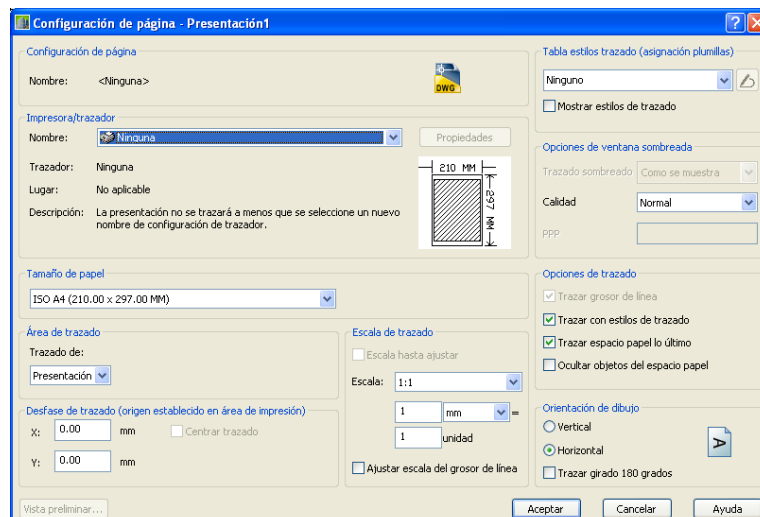 Configuración de página - Presentación1
Configuración de página
Nombre: <Ninguna>
DWG
Impresora/trazador
Nombre: Ninguna Propiedades
Trazador: Ninguna
Lugar: No aplicable
Descripción: La presentación no se trazará a menos que se seleccione un nuevo
nombre de configuración de trazador.
210 MM
297 MM
Tamaño de papel
ISO A4 (210.00 x 297.00 MM)
Área de trazado
Trazado de:
Presentación
Desfase de trazado (origen establecido en área de impresión)
X: 0.00 mm Centrar trazado
Y: 0.00 mm
Escala de trazado
Escala hasta ajustar
Escala: 1:1
1 mm =
1 unidad
Ajustar escala del grosor de línea
Tabla estilos trazado (asignación plumillas)
Ninguno
Mostrar estilos de trazado
Opciones de ventana sombreada
Trazado sombreado Como se muestra
Calidad Normal
PPP
Opciones de trazado
Trazar grosor de línea
Trazar con estilos de trazado
Trazar espacio papel lo último
Ocultar objetos del espacio papel
Orientación de dibujo
Vertical
Horizontal
A
Trazar girado 180 grados
Vista preliminar... Aceptar Cancelar Ayuda